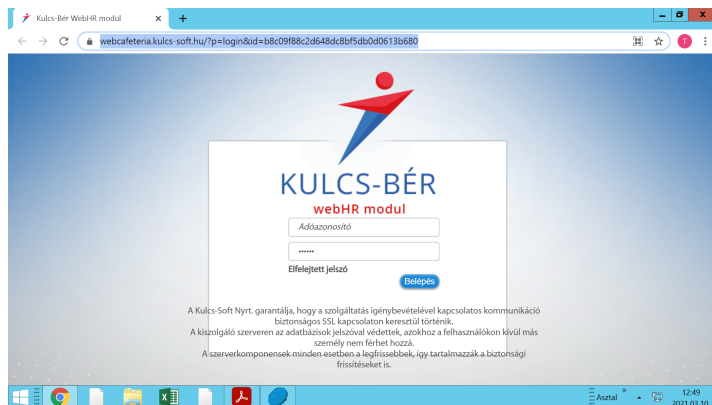 Kulcs-Bér WebHR modul
webcafeteria.kulcs-soft.hu/?p=login&id=b8c09f88c2d648dc8bf5db0d0613b680
T
KULCS-BÉR
webHR modul
Adóazonosító
••••••
Elfelejtett jelszó
Belépés
A Kulcs-Soft Nyrt. garantálja, hogy a szolgáltatás igénybevételével kapcsolatos kommunikáció
biztonságos SSL kapcsolaton keresztül történik.
A kiszolgáló szerveren az adatbázisok jelszóval védettek, azokhoz a felhasználókon kívül más
személy nem férhet hozzá.
A szerverkomponensek minden esetben a legfrissebbek, így tartalmazzák a biztonsági
frissítéseket is.
Asztal
12:49
2021.03.10